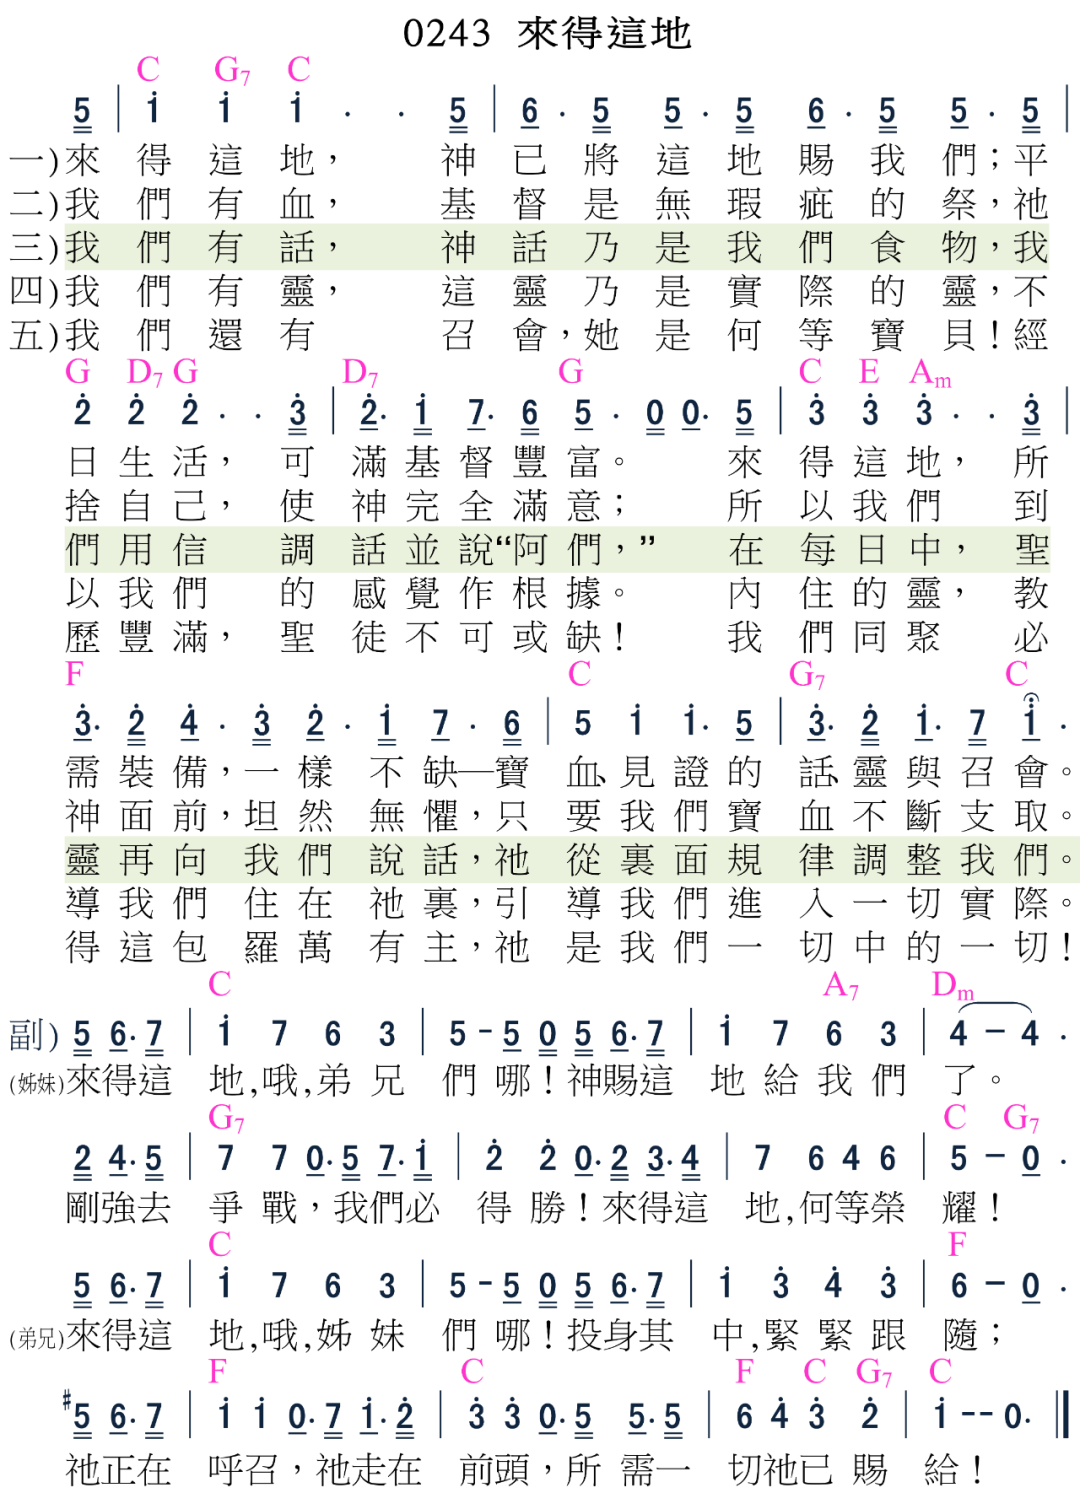 0243 來得這地
C G7 C
5 | i i i · · 5 | 6 · 5 5 · 5 6 · 5 5 · 5 |
一)來得這地，神已將這地賜我們；平
二)我們有血，基督是無瑕疵的祭，祂
三)我們有話，神話乃是我們食物，我
四)我們有靈，這靈乃是實際的靈，不
五)我們還有召會，她是何等寶貝！經
G D7 G D7 G C E Am
2 2 2 · · 3 | 2· i 7· 6 5 · 0 0· 5 | 3 3 3 · · 3 |
日生活，可滿基督豐富。來得這地，所
捨自己，使神完全滿意；所以我們到
們用信調話並說“阿們，”在每日中，聖
以我們的感覺作根據。內住的靈，教
歷豐滿，聖徒不可或缺！我們同聚必
F C G7 C
3· 2 4 · 3 2 · i 7 · 6 | 5 i i· 5 | 3· 2 i· 7 i ·
需裝備，一樣不缺—寶血、見證的話、靈與召會。
神面前，坦然無懼，只要我們寶血不斷支取。
靈再向我們說話，祂從裏面規律調整我們。
導我們住在祂裏，引導我們進入一切實際。
得這包羅萬有主，祂是我們一切中的一切！
C A7 Dm
副) 5 6· 7 | i 7 6 3 | 5 - 5 0 5 6· 7 | i 7 6 3 | 4 - 4 ·
(姊妹)來得這地,哦,弟兄們哪！神賜這地給我們了。
G7 C G7
2 4· 5 | 7 7 0· 5 7· i | 2 2 0· 2 3· 4 | 7 6 4 6 | 5 - 0 ·
剛強去爭戰，我們必得勝！來得這地,何等榮耀！
C F
5 6· 7 | i 7 6 3 | 5 - 5 0 5 6· 7 | i 3 4 3 | 6 - 0 ·
(弟兄)來得這地,哦,姊妹們哪！投身其中,緊緊跟隨；
F C F C G7 C
#5 6· 7 | i i 0· 7 i· 2 | 3 3 0· 5 5· 5 | 6 4 3 2 | i - - 0· ‖
祂正在呼召，祂走在前頭，所需一切祂已賜給！